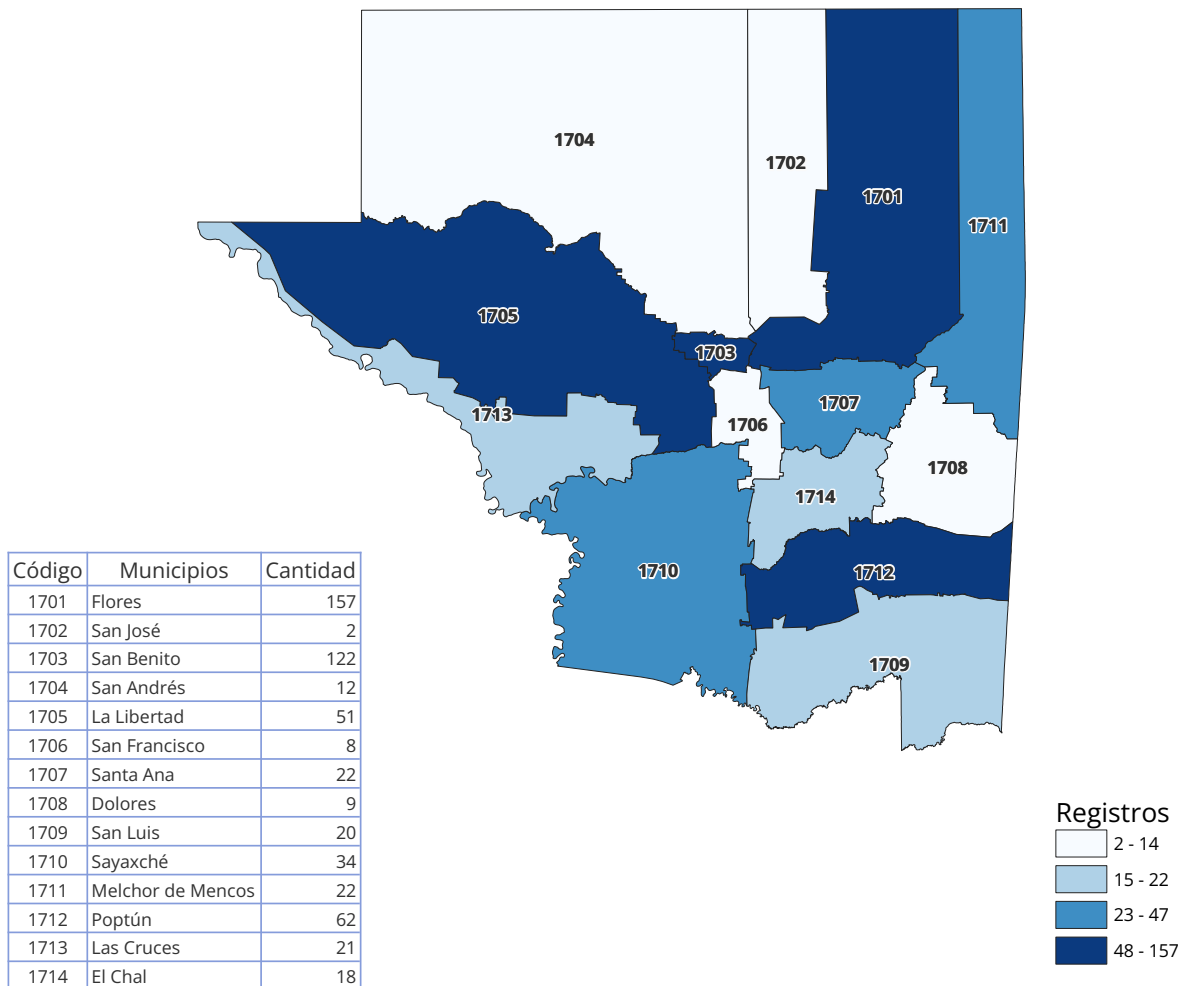 1704
1702
1701
1711
1705
1703
1713
1706
1707
1708
1714
1710
1712
1709
Código Municipios Cantidad
1701 Flores 157
1702 San José 2
1703 San Benito 122
1704 San Andrés 12
1705 La Libertad 51
1706 San Francisco 8
1707 Santa Ana 22
1708 Dolores 9
1709 San Luis 20
1710 Sayaxché 34
1711 Melchor de Mencos 22
1712 Poptún 62
1713 Las Cruces 21
1714 El Chal 18
Registros
2 - 14
15 - 22
23 - 47
48 - 157